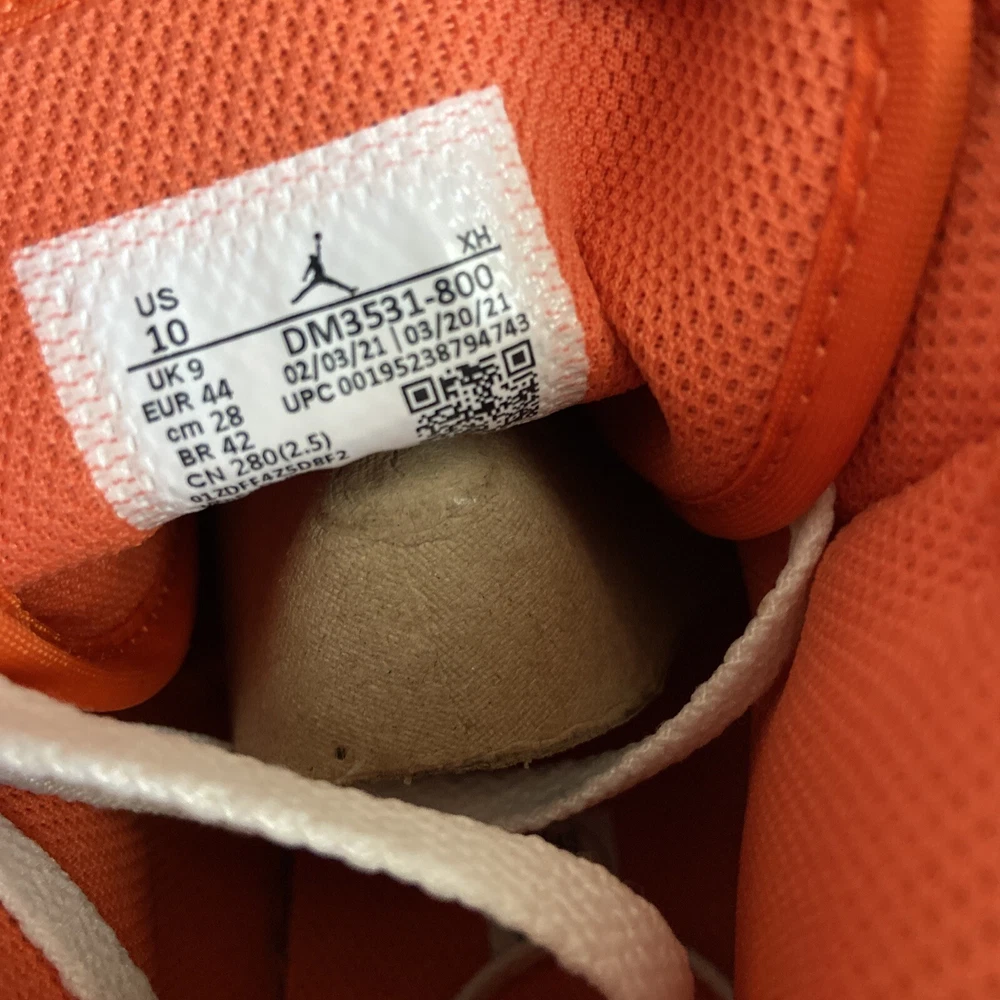 US
10
XH
DM3531-800
02/03/21 | 03/20/21
UPC 00195238794743
UK 9
EUR 44
cm 28
BR 42
CN 280(2.5)
01ZDFF4Z5D8F2